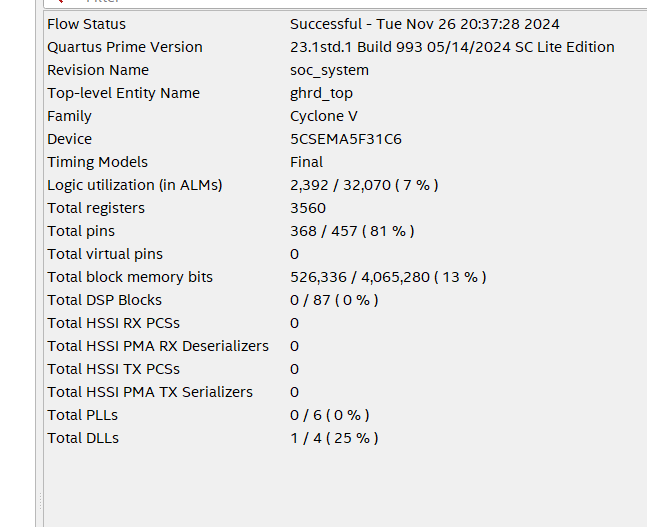 Flow Status Successful - Tue Nov 26 20:37:28 2024
Quartus Prime Version 23.1std.1 Build 993 05/14/2024 SC Lite Edition
Revision Name soc_system
Top-level Entity Name ghrd_top
Family Cyclone V
Device 5CSEMA5F31C6
Timing Models Final
Logic utilization (in ALMs) 2,392 / 32,070 ( 7 % )
Total registers 3560
Total pins 368 / 457 ( 81 % )
Total virtual pins 0
Total block memory bits 526,336 / 4,065,280 ( 13 % )
Total DSP Blocks 0 / 87 ( 0 % )
Total HSSI RX PCSs 0
Total HSSI PMA RX Deserializers 0
Total HSSI TX PCSs 0
Total HSSI PMA TX Serializers 0
Total PLLs 0 / 6 ( 0 % )
Total DLLs 1 / 4 ( 25 % )